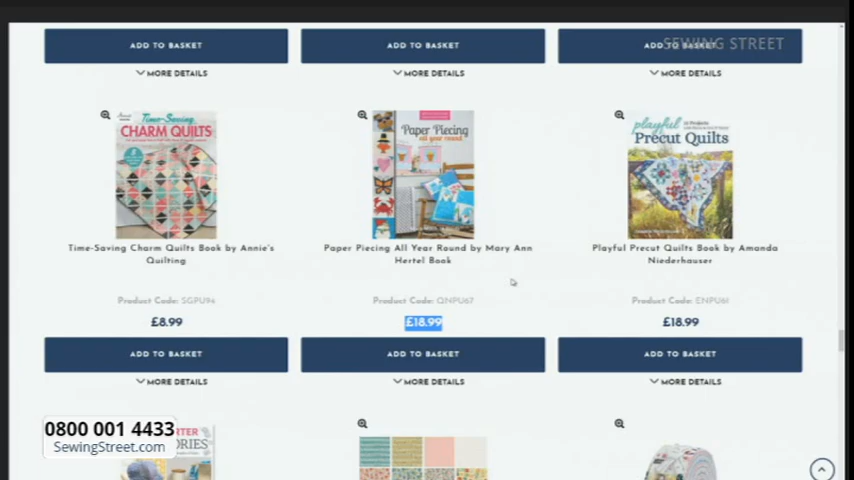 ADD TO BASKET
ADD TO BASKET
ADD TO BASKET
SEWING STREET
MORE DETAILS
MORE DETAILS
MORE DETAILS
Time-Saving
CHARM QUILTS
Paper Piecing
all year round
playful
Precut Quilts
Time-Saving Charm Quilts Book by Annie's
Quilting
Paper Piecing All Year Round by Mary Ann
Hertel Book
Playful Precut Quilts Book by Amanda
Niederhauser
Product Code: SGPU94
Product Code: QNPU67
Product Code: ENPU61
£8.99
£18.99
£18.99
ADD TO BASKET
ADD TO BASKET
ADD TO BASKET
MORE DETAILS
MORE DETAILS
MORE DETAILS
0800 001 4433
SewingStreet.com